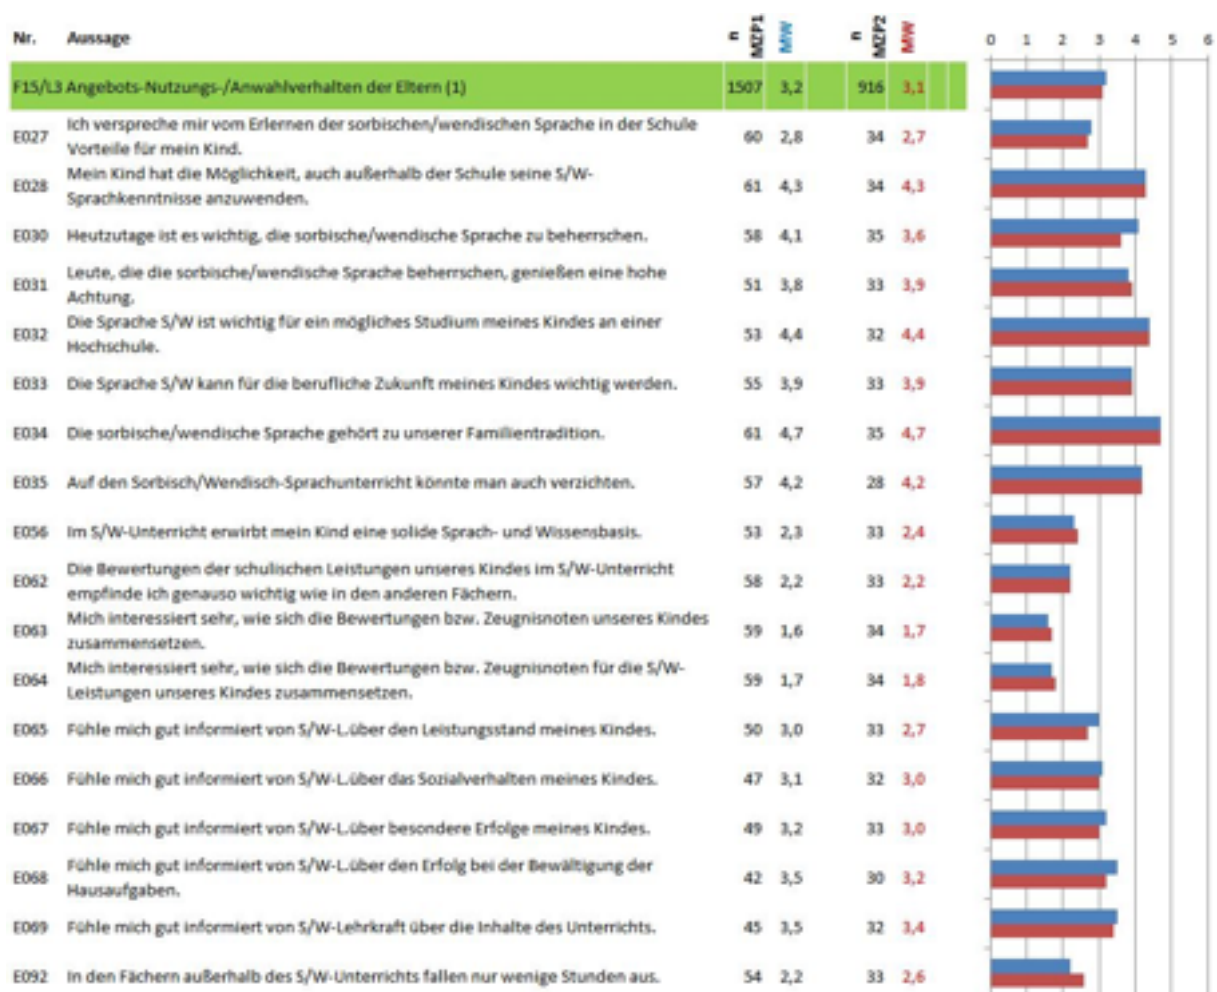 Nr. Aussage n MZP1 MW n MZP2 MW 0 1 2 3 4 5 6
F15/L3 Angebots-Nutzungs-/Anwahlverhalten der Eltern (1) 1507 3,2 916 3,1
Ich verspreche mir vom Erlernen der sorbischen/wendischen Sprache in der Schule
E027 60 2,8 34 2,7
Vorteile für mein Kind.
Mein Kind hat die Möglichkeit, auch außerhalb der Schule seine S/W-
E028 61 4,3 34 4,3
Sprachkenntnisse anzuwenden.
E030 Heutzutage ist es wichtig, die sorbische/wendische Sprache zu beherrschen. 58 4,1 35 3,6
Leute, die die sorbische/wendische Sprache beherrschen, genießen eine hohe
E031 51 3,8 33 3,9
Achtung.
Die Sprache S/W ist wichtig für ein mögliches Studium meines Kindes an einer
E032 53 4,4 32 4,4
Hochschule.
E033 Die Sprache S/W kann für die berufliche Zukunft meines Kindes wichtig werden. 55 3,9 33 3,9
E034 Die sorbische/wendische Sprache gehört zu unserer Familientradition. 61 4,7 35 4,7
E035 Auf den Sorbisch/Wendisch-Sprachunterricht könnte man auch verzichten. 57 4,2 28 4,2
E056 Im S/W-Unterricht erwirbt mein Kind eine solide Sprach- und Wissensbasis. 53 2,3 33 2,4
Die Bewertungen der schulischen Leistungen unseres Kindes im S/W-Unterricht
E062 58 2,2 33 2,2
empfinde ich genauso wichtig wie in den anderen Fächern.
Mich interessiert sehr, wie sich die Bewertungen bzw. Zeugnisnoten unseres Kindes
E063 59 1,6 34 1,7
zusammensetzen.
Mich interessiert sehr, wie sich die Bewertungen bzw. Zeugnisnoten für die S/W-
E064 59 1,7 34 1,8
Leistungen unseres Kindes zusammensetzen.
E065 Fühle mich gut informiert von S/W-L.über den Leistungsstand meines Kindes. 50 3,0 33 2,7
E066 Fühle mich gut informiert von S/W-L.über das Sozialverhalten meines Kindes. 47 3,1 32 3,0
E067 Fühle mich gut informiert von S/W-L.über besondere Erfolge meines Kindes. 49 3,2 33 3,0
Fühle mich gut informiert von S/W-L.über den Erfolg bei der Bewältigung der
E068 42 3,5 30 3,2
Hausaufgaben.
E069 Fühle mich gut informiert von S/W-Lehrkraft über die Inhalte des Unterrichts. 45 3,5 32 3,4
E092 In den Fächern außerhalb des S/W-Unterrichts fallen nur wenige Stunden aus. 54 2,2 33 2,6